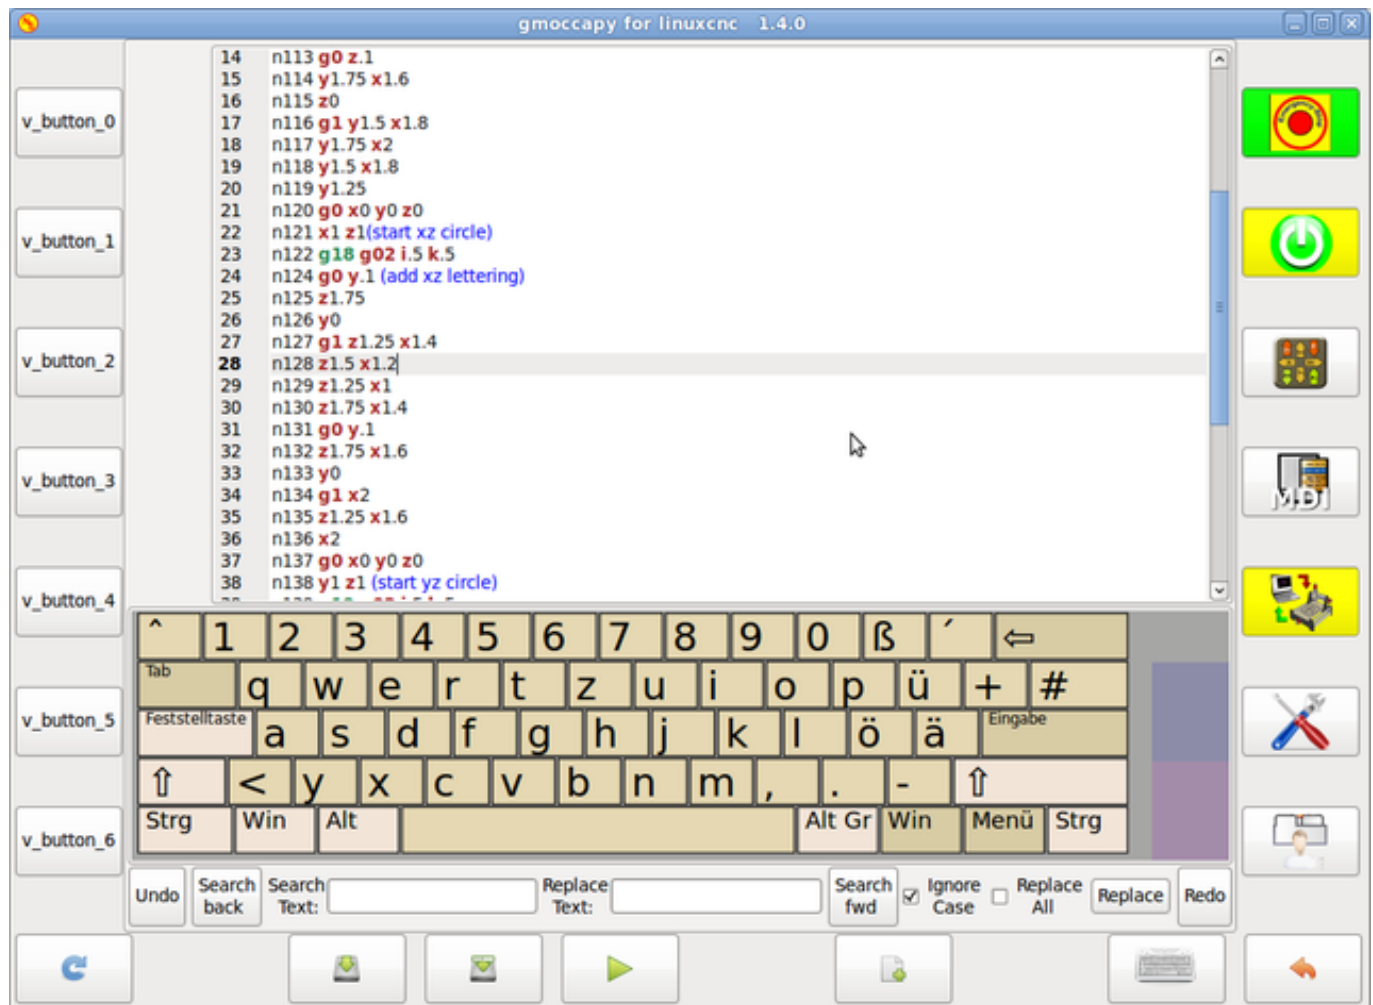 gmoccapy for linuxcnc 1.4.0
v_button_0
v_button_1
v_button_2
v_button_3
v_button_4
v_button_5
v_button_6
14 n113 g0 z.1
15 n114 y1.75 x1.6
16 n115 z0
17 n116 g1 y1.5 x1.8
18 n117 y1.75 x2
19 n118 y1.5 x1.8
20 n119 y1.25
21 n120 g0 x0 y0 z0
22 n121 x1 z1(start xz circle)
23 n122 g18 g02 i.5 k.5
24 n124 g0 y.1 (add xz lettering)
25 n125 z1.75
26 n126 y0
27 n127 g1 z1.25 x1.4
28 n128 z1.5 x1.2
29 n129 z1.25 x1
30 n130 z1.75 x1.4
31 n131 g0 y.1
32 n132 z1.75 x1.6
33 n133 y0
34 n134 g1 x2
35 n135 z1.25 x1.6
36 n136 x2
37 n137 g0 x0 y0 z0
38 n138 y1 z1 (start yz circle)
MDI
^ 1 2 3 4 5 6 7 8 9 0 ß ´ ⇦
Tab q w e r t z u i o p ü + #
Feststelltaste a s d f g h j k l ö ä Eingabe
⇧ < y x c v b n m , . - ⇧
Strg Win Alt Alt Gr Win Menü Strg
Undo
Search back
Search Text:
Replace Text:
Search fwd
Ignore Case
Replace All
Replace
Redo